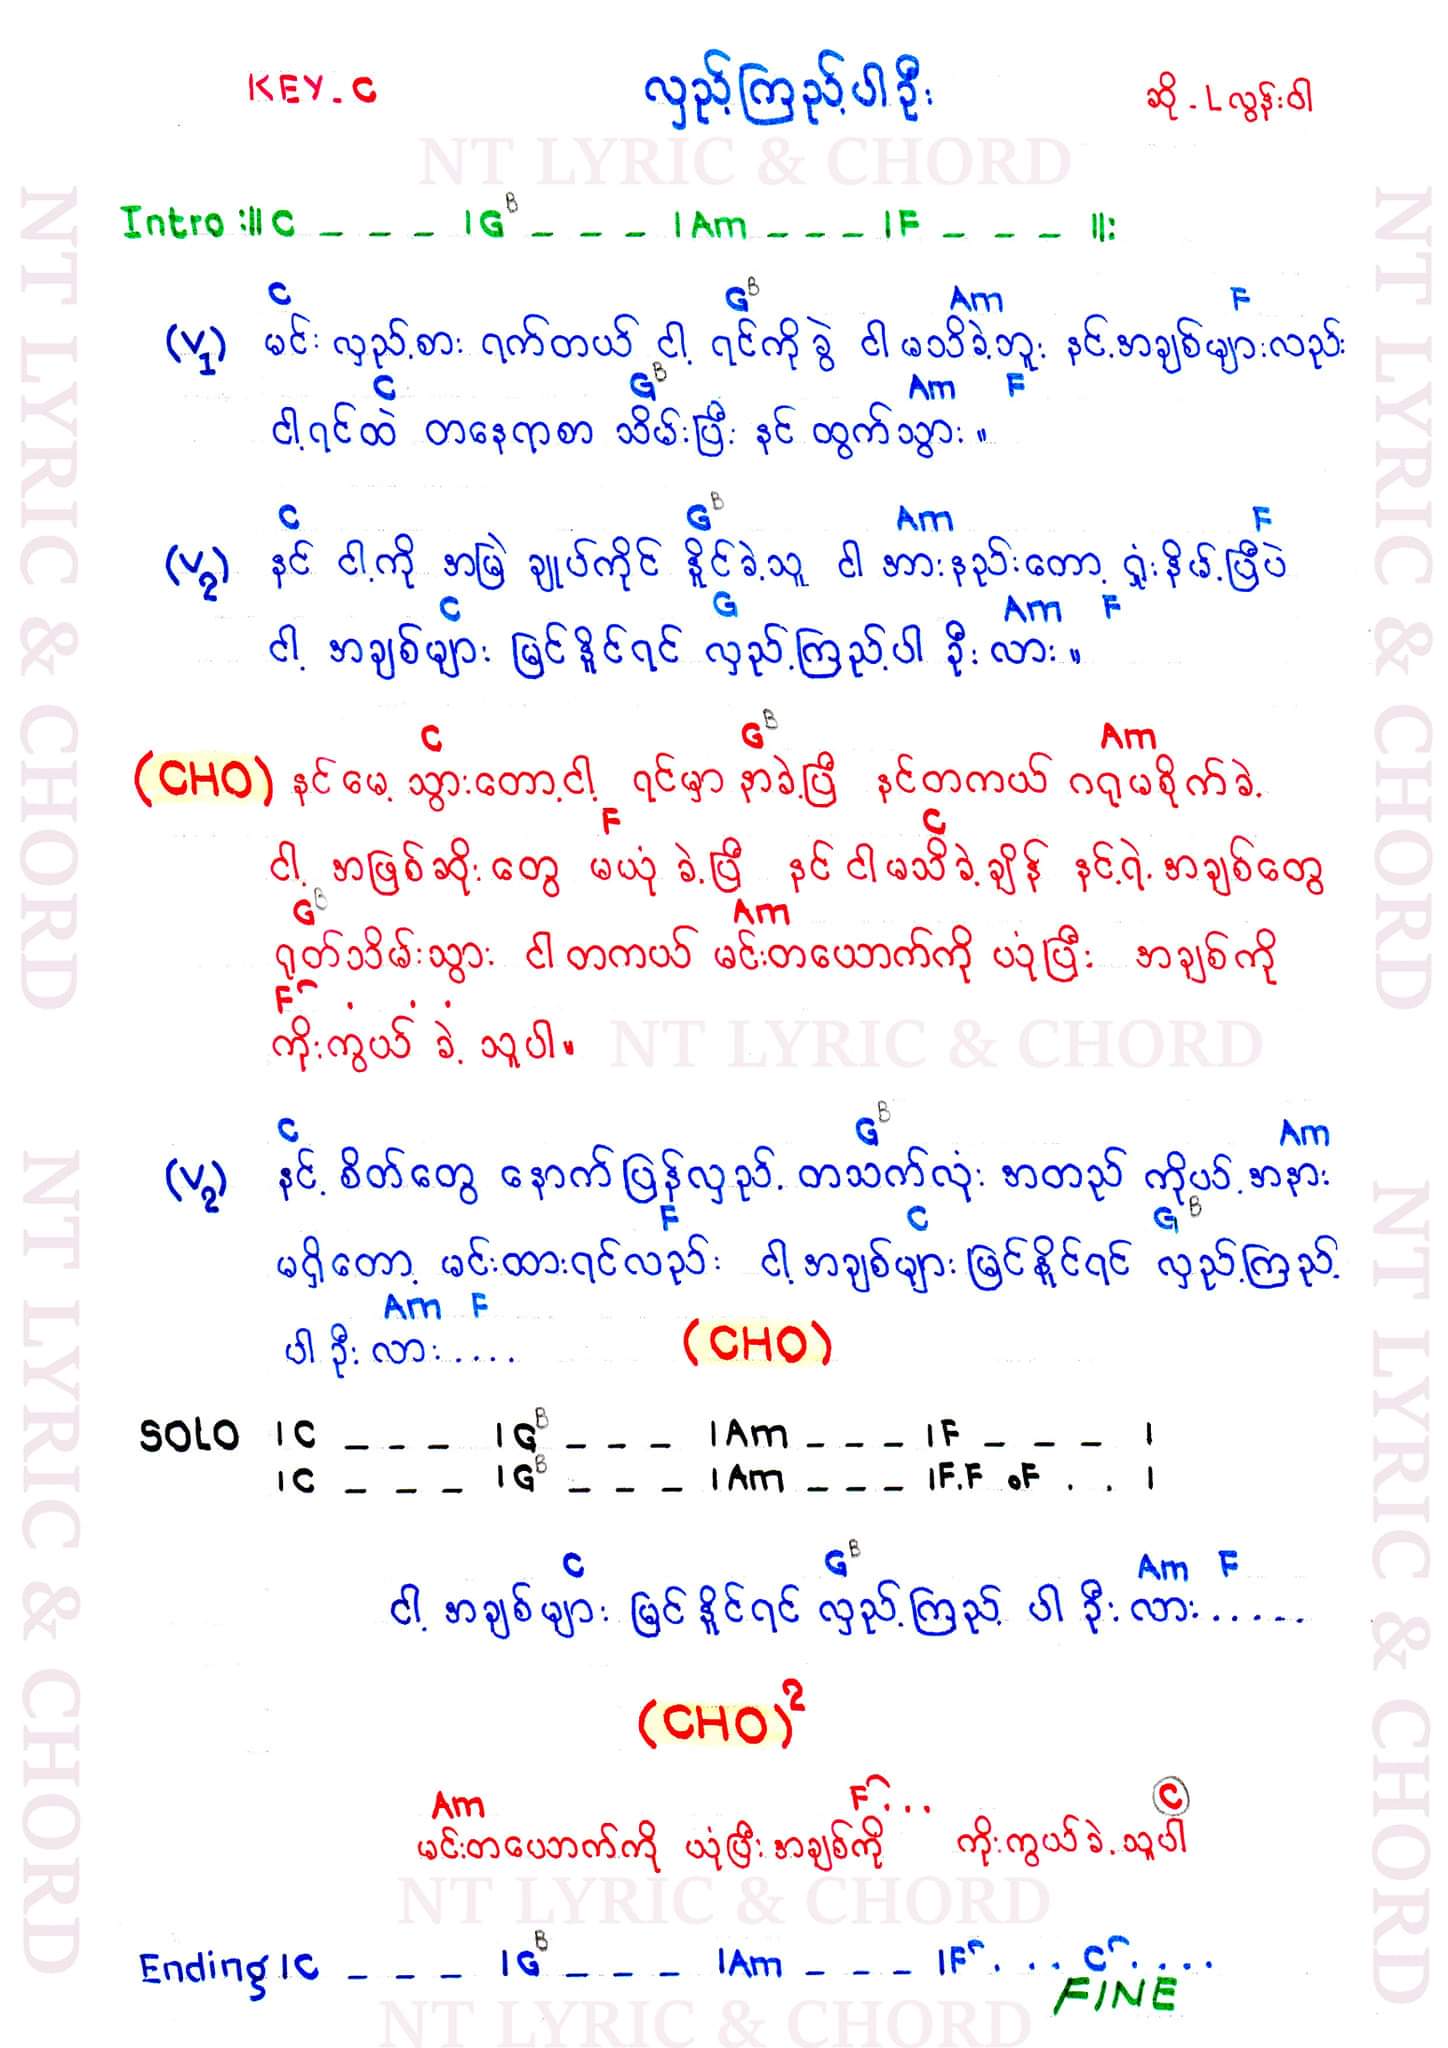 KEY - C
လှည့်ကြည့်ပါဦး
ဆို - L လွန်းဝါ
NT LYRIC & CHORD
Intro :|| C _ _ _ | G B _ _ _ | Am _ _ _ | F _ _ _ ||:
C G B Am F
(V1) မင်း လှည့်စား ရက်တယ် ငါ့ ရင်ကိုခွဲ ငါ မသိခဲ့ဘူး နင့်အချစ်များလည်း
C G B Am F
ငါ့ရင်ထဲ တနေရာစာ သိမ်းပြီး နင် ထွက်သွား ။
C G B Am F
(V2) နင် ငါ့ကို အမြဲ ချုပ်ကိုင် နိူင်ခဲ့သူ ငါ အားနည်းတော့ ရှုံးနိမ့်ပြီပဲ
C G Am F
ငါ့ အချစ်များ မြင်နိူင်ရင် လှည့်ကြည့်ပါ ဦး လား ။
C G B Am
(CHO) နင်မေ့ သွားတော့ငါ့ ရင်မှာ နာခဲ့ပြီ နင်တကယ် ဂရုမစိုက်ခဲ့
F C
ငါ့ အဖြစ်ဆိုးတွေ မယုံ ခဲ့ပြီ နင် ငါမသိခဲ့ချိန် နင့်ရဲ့ အချစ်တွေ
G B Am
ရုတ်သိမ်းသွား ငါ တကယ် မင်းတယောက်ကို ယုံပြီး အချစ်ကို
F . . .
ကိုးကွယ် ခဲ့ သူပါ ။
NT LYRIC & CHORD
C G B Am
(V2) နင့် စိတ်တွေ နောက်ပြန်လှည့် တသက်လုံး အတည် ကိုပယ့် အနား
F C G B
မရှိတော့ မင်းထားရင်လည်း ငါ့ အချစ်များ မြင်နိူင်ရင် လှည့်ကြည့်
Am F
ပါ ဦး လား . . . .
(CHO)
SOLO | C _ _ _ | G B _ _ _ | Am _ _ _ | F _ _ _ |
| C _ _ _ | G B _ _ _ | Am _ _ _ | F.F oF . . |
C G B Am F
ငါ့ အချစ်များ မြင်နိူင်ရင် လှည့်ကြည့် ပါ ဦး လား . . . . .
(CHO)2
Am F . . . C
မင်းတယောက်ကို ယုံပြီး အချစ်ကို ကိုးကွယ်ခဲ့သူပါ
NT LYRIC & CHORD
Ending | C _ _ _ | G B _ _ _ | Am _ _ _ | F . . . C . . . .
FINE
NT LYRIC & CHORD
NT LYRIC & CHORD
NT LYRIC & CHORD
NT LYRIC & CHORD
NT LYRIC & CHORD